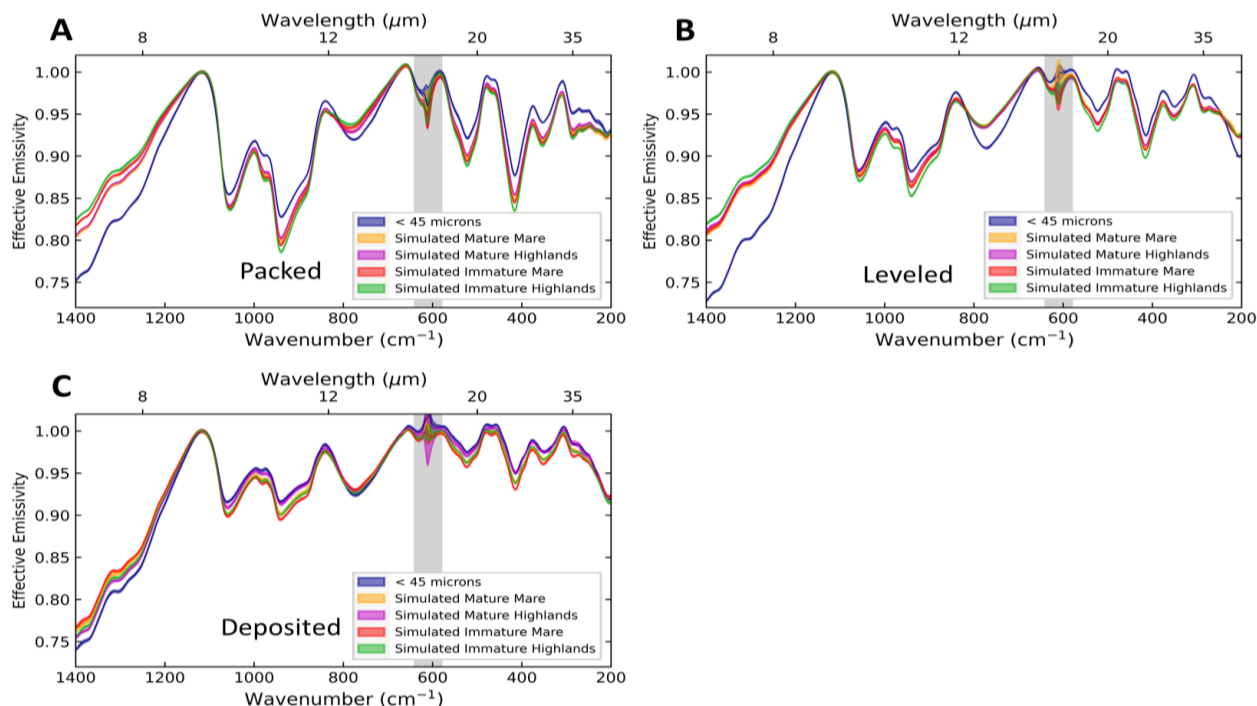 A
Wavelength (μm)
8 12 20 35
Effective Emissivity
1.00
0.95
0.90
0.85
0.80
0.75
< 45 microns
Simulated Mature Mare
Simulated Mature Highlands
Simulated Immature Mare
Simulated Immature Highlands
Packed
1400 1200 1000 800 600 400 200
Wavenumber (cm⁻¹)
B
Wavelength (μm)
8 12 20 35
Effective Emissivity
1.00
0.95
0.90
0.85
0.80
0.75
< 45 microns
Simulated Mature Mare
Simulated Mature Highlands
Simulated Immature Mare
Simulated Immature Highlands
Leveled
1400 1200 1000 800 600 400 200
Wavenumber (cm⁻¹)
C
Wavelength (μm)
8 12 20 35
Effective Emissivity
1.00
0.95
0.90
0.85
0.80
0.75
< 45 microns
Simulated Mature Mare
Simulated Mature Highlands
Simulated Immature Mare
Simulated Immature Highlands
Deposited
1400 1200 1000 800 600 400 200
Wavenumber (cm⁻¹)